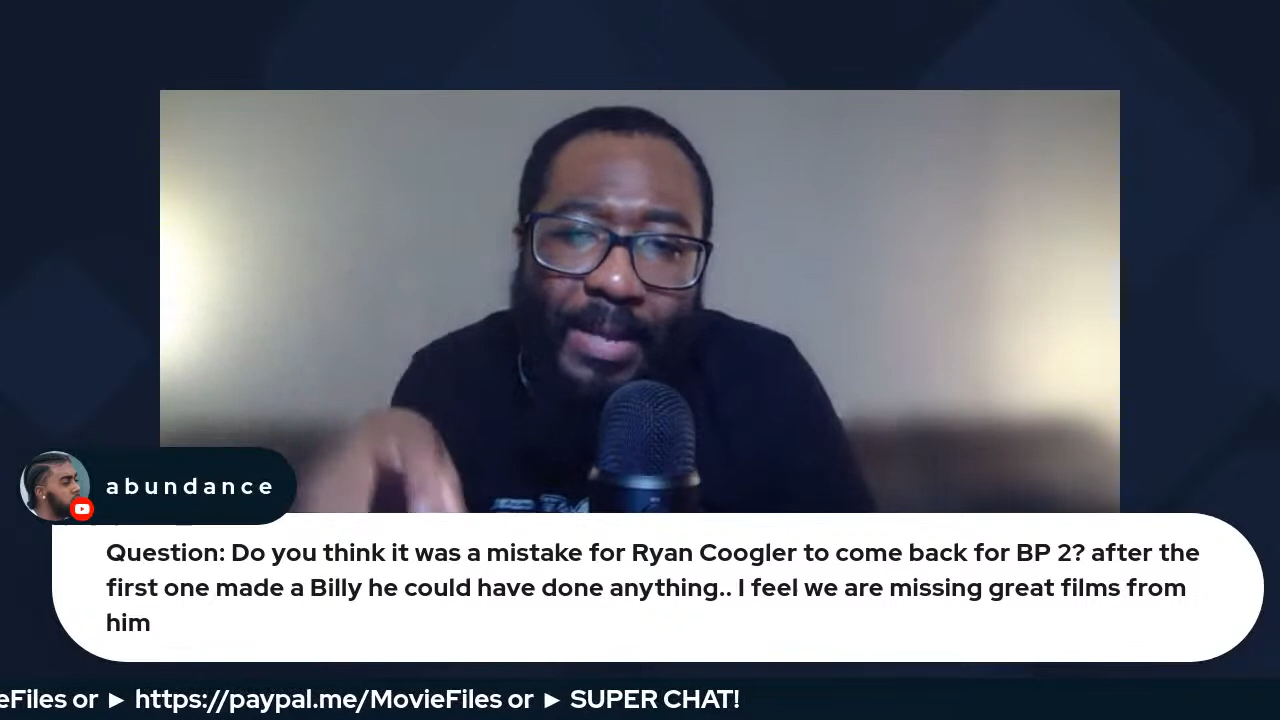 abundance
Question: Do you think it was a mistake for Ryan Coogler to come back for BP 2? after the
first one made a Billy he could have done anything.. I feel we are missing great films from
him
eFiles or ► https://paypal.me/MovieFiles or ► SUPER CHAT!